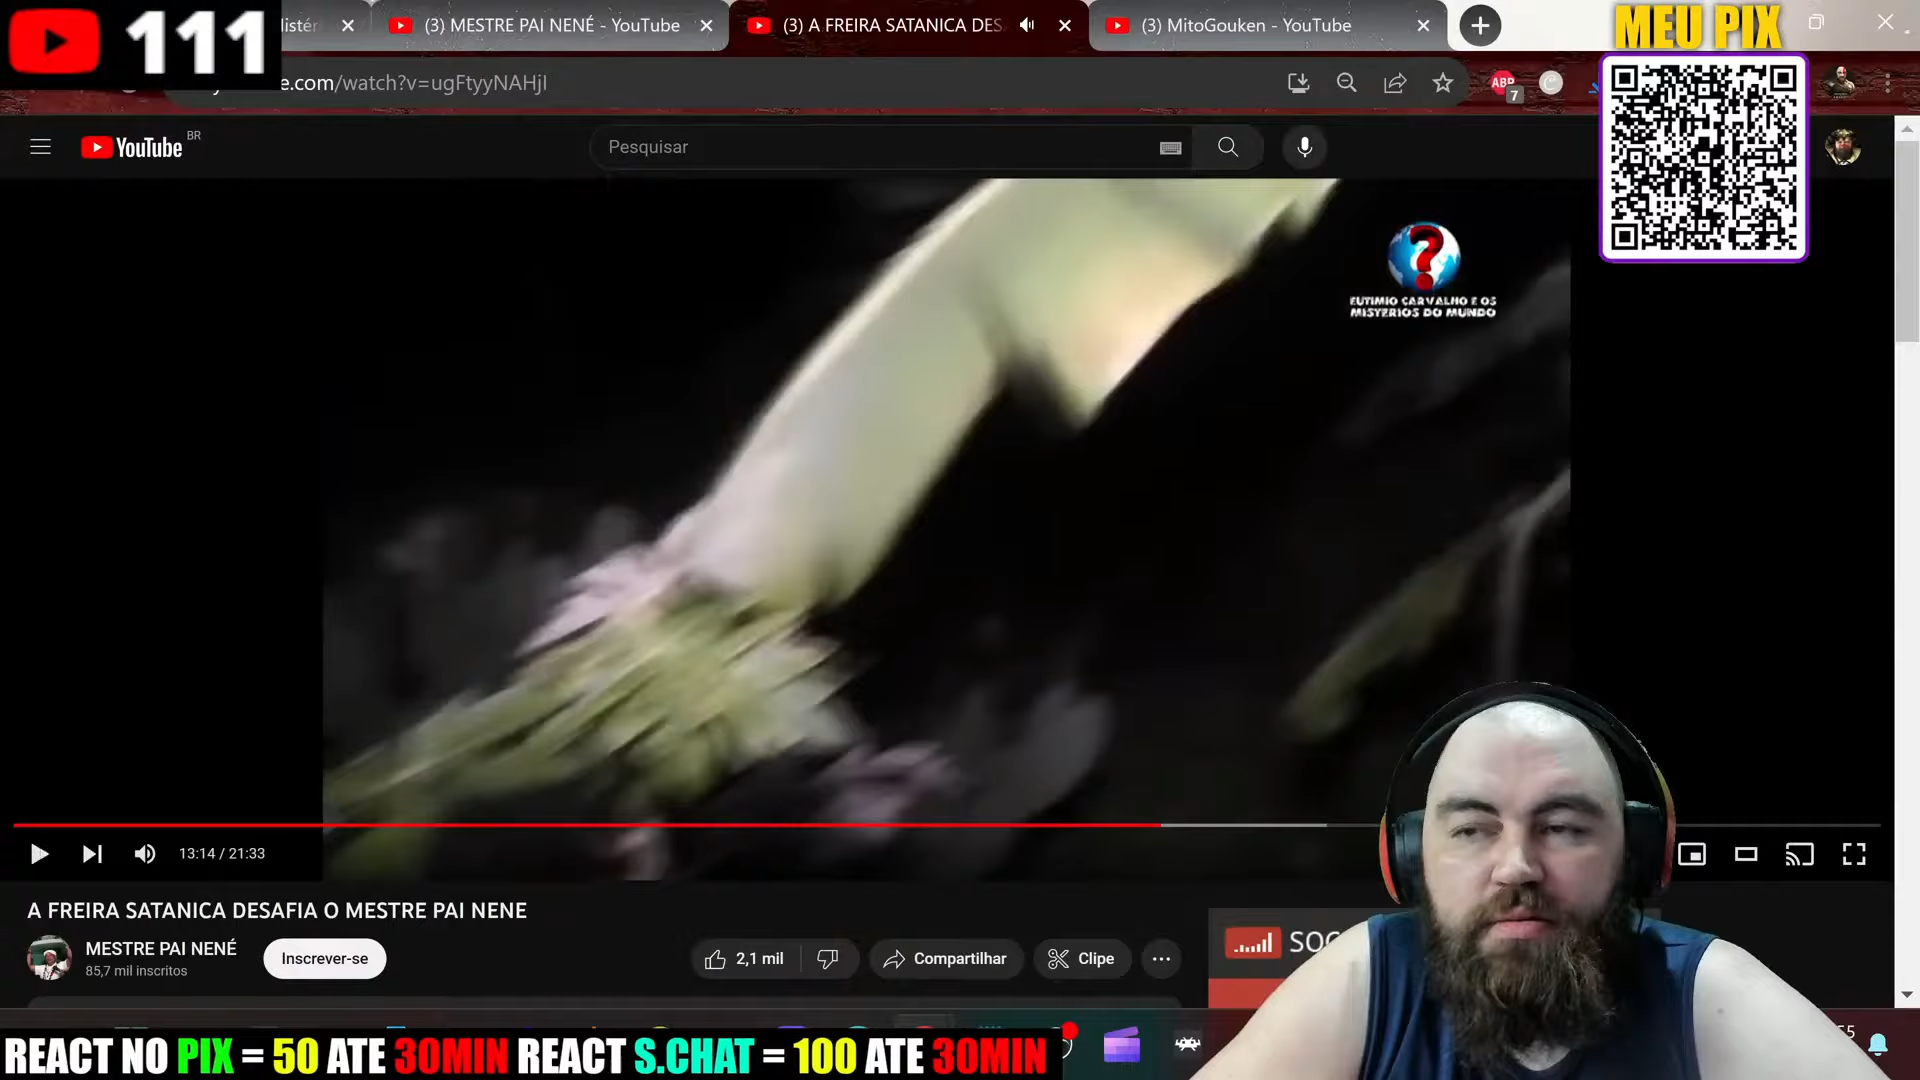 111
(3) MESTRE PAI NENÉ - YouTube
(3) A FREIRA SATANICA DES
(3) MitoGouken - YouTube
MEU PIX
e.com/watch?v=ugFtyyNAHjI
ABP
7
YouTube BR
Pesquisar
?
EUTIMIO CARVALHO E OS
MISTERIOS DO MUNDO
13:14 / 21:33
A FREIRA SATANICA DESAFIA O MESTRE PAI NENE
MESTRE PAI NENÉ
85,7 mil inscritos
Inscrever-se
2,1 mil
Compartilhar
Clipe
REACT NO PIX = 50 ATE 30MIN REACT S.CHAT = 100 ATE 30MIN